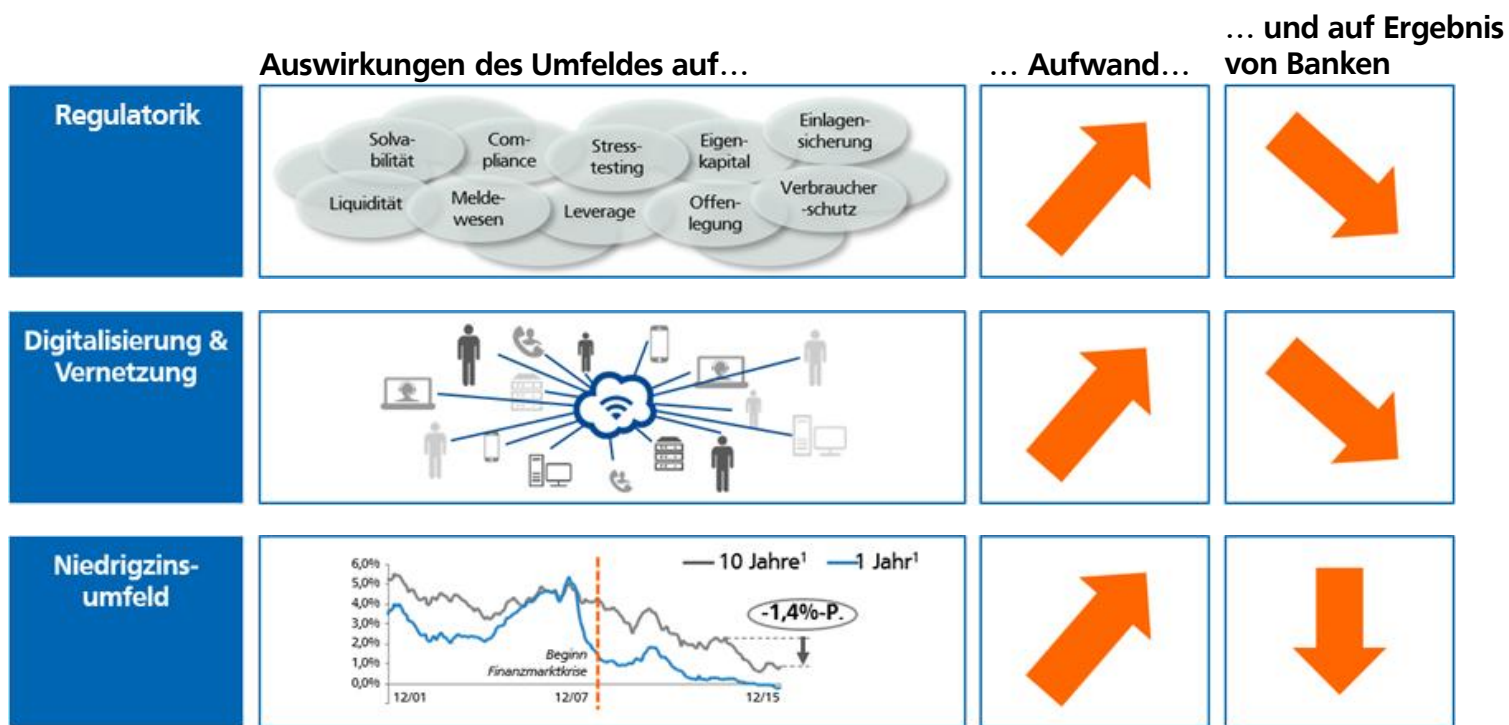 Auswirkungen des Umfeldes auf…
… Aufwand…
… und auf Ergebnis
von Banken
Regulatorik
Solva-
bilität
Com-
pliance
Stress-
testing
Eigen-
kapital
Einlagen-
sicherung
Liquidität
Melde-
wesen
Leverage
Offen-
legung
Verbraucher
-schutz
Digitalisierung &
Vernetzung
Niedrigzins-
umfeld
6,0%
5,0%
4,0%
3,0%
2,0%
1,0%
0,0%
10 Jahre¹
1 Jahr¹
-1,4%-P.
Beginn
Finanzmarktkrise
12/01
12/07
12/15